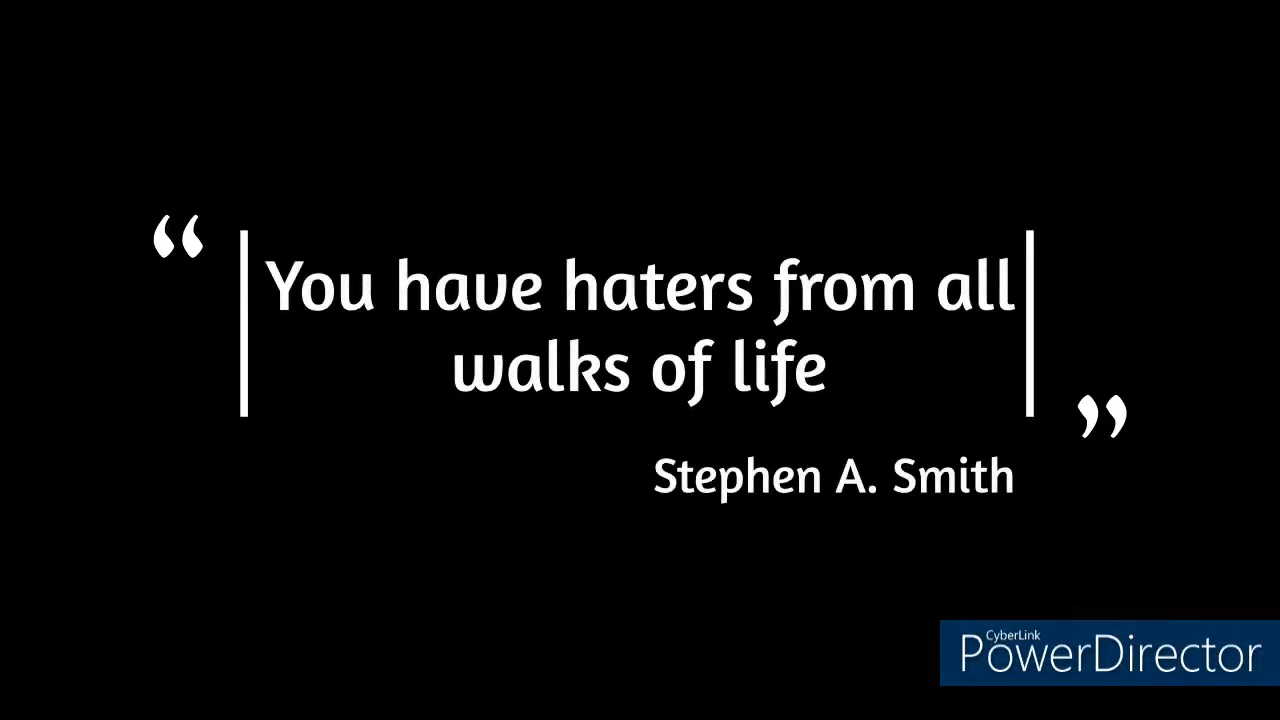 “
You have haters from all
walks of life
”
Stephen A. Smith
CyberLink
PowerDirector